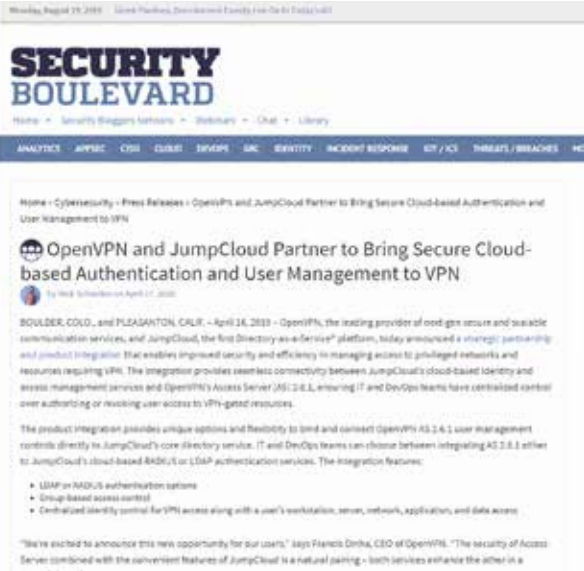 Monday, August 19, 2019
SECURITY
BOULEVARD
Home Security Bloggers Network Webinars Chat Library
ANALYTICS APPSEC CISO CLOUD DEVOPS GRC IDENTITY INCIDENT RESPONSE IOT / ICS THREATS / BREACHES MO
Home » Cybersecurity » Press Releases » OpenVPN and JumpCloud Partner to Bring Secure Cloud-based Authentication and
User Management to VPN
OpenVPN and JumpCloud Partner to Bring Secure Cloud-
based Authentication and User Management to VPN
by on April 17, 2019
BOULDER, COLO., and PLEASANTON, CALIF. – April 16, 2019 – OpenVPN, the leading provider of next-gen secure and scalable
communication services, and JumpCloud, the first Directory-as-a-Service® platform, today announced a strategic partnership
and product integration that enables improved security and efficiency in managing access to privileged networks and
resources requiring VPN. The integration provides seamless connectivity between JumpCloud's cloud-based identity and
access management services and OpenVPN's Access Server (AS) 2.6.1, ensuring IT and DevOps teams have centralized control
over authorizing or revoking user access to VPN-gated resources.
The product integration provides unique options and flexibility to bind and connect OpenVPN AS 2.6.1 user management
controls directly to JumpCloud's core directory service. IT and DevOps teams can choose between integrating AS 2.6.1 either
to JumpCloud's cloud-based RADIUS or LDAP authentication services. The integration features:
• LDAP or RADIUS authentication options
• Group-based access control
• Centralized identity control for VPN access along with a user's workstation, server, network, application, and data access
"We're excited to announce this new opportunity for our users," says Francis Dinha, CEO of OpenVPN. "The security of Access
Server combined with the convenient features of JumpCloud is a natural pairing – both services enhance the other in a